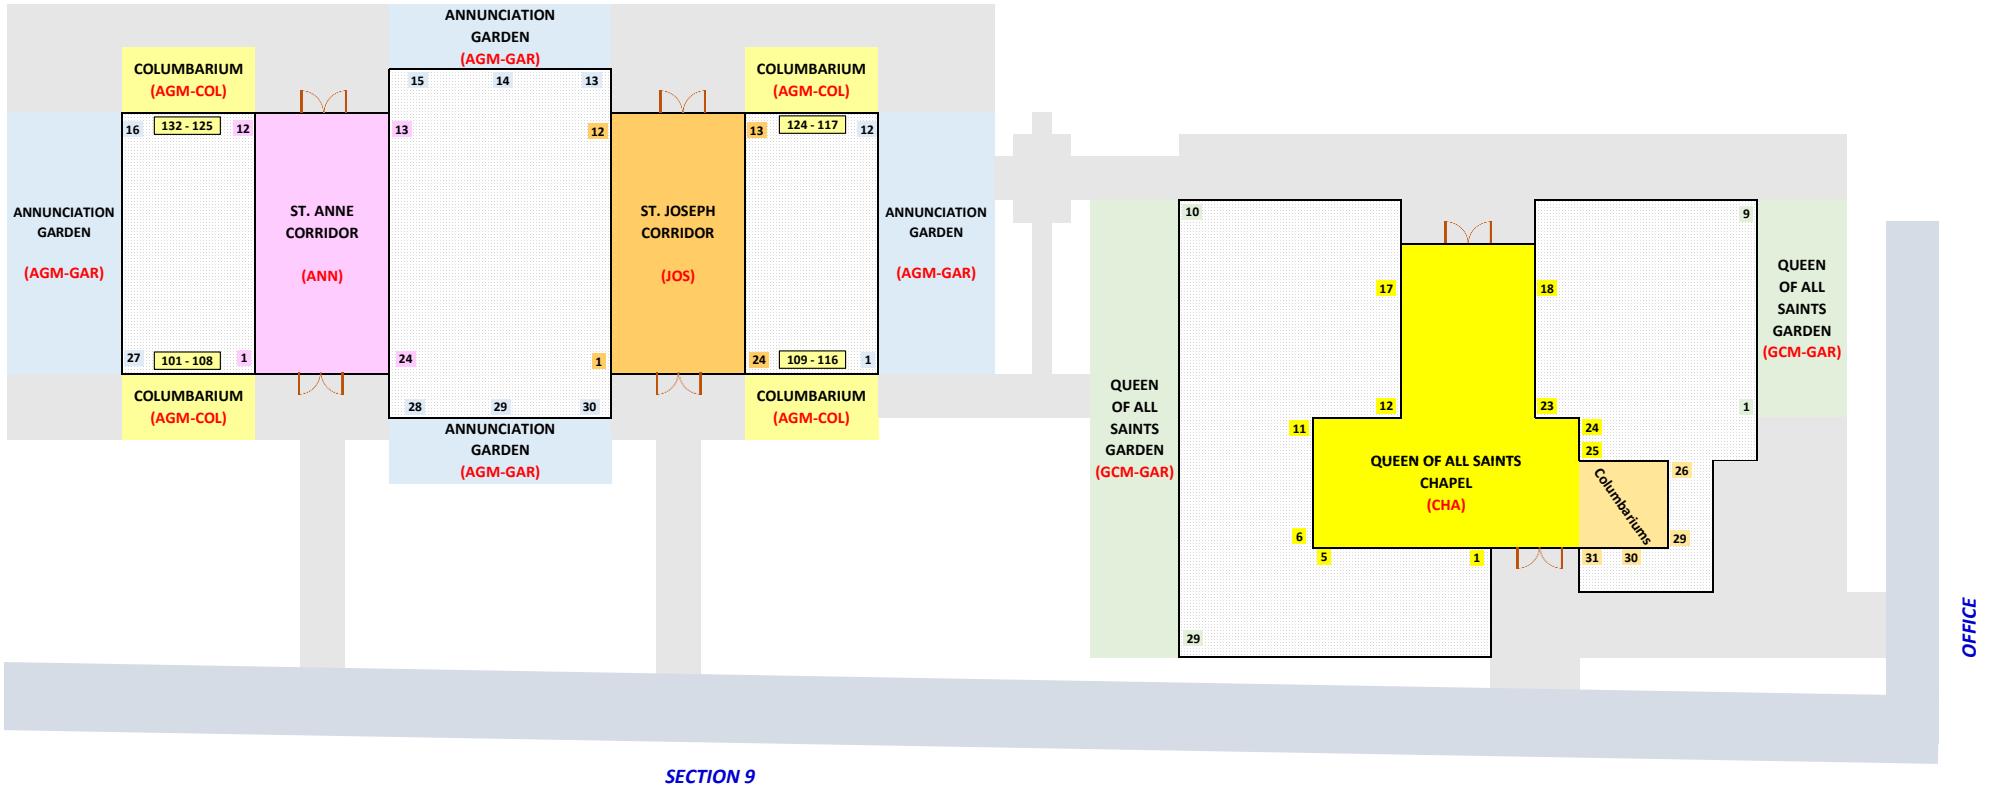 ANNUNCIATION
GARDEN
(AGM-GAR)
COLUMBARIUM
(AGM-COL)
COLUMBARIUM
(AGM-COL)
15
14
13
16
132 - 125
12
13
12
13
124 - 117
12
ANNUNCIATION
GARDEN
(AGM-GAR)
ST. ANNE
CORRIDOR
(ANN)
ST. JOSEPH
CORRIDOR
(JOS)
ANNUNCIATION
GARDEN
(AGM-GAR)
27
101 - 108
1
24
1
24
109 - 116
1
28
29
30
COLUMBARIUM
(AGM-COL)
COLUMBARIUM
(AGM-COL)
ANNUNCIATION
GARDEN
(AGM-GAR)
10
9
17
18
QUEEN
OF ALL
SAINTS
GARDEN
(GCM-GAR)
QUEEN
OF ALL
SAINTS
GARDEN
(GCM-GAR)
12
23
1
11
24
25
QUEEN OF ALL SAINTS
CHAPEL
(CHA)
Columbariums
26
6
29
5
1
31
30
29
OFFICE
SECTION 9